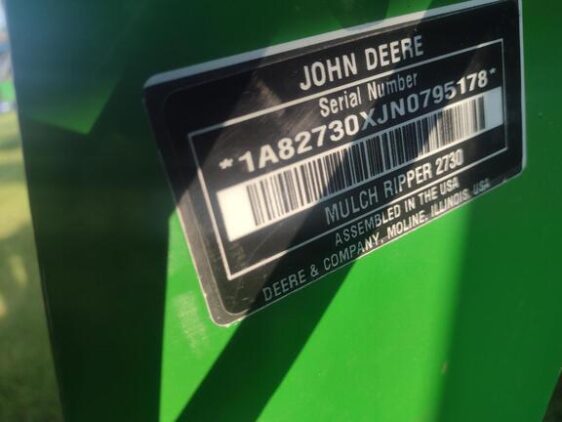 JOHN DEERE
Serial Number
*1A82730XJN0795178*
MULCH RIPPER 2730
ASSEMBLED IN THE USA
DEERE & COMPANY, MOLINE, ILLINOIS, USA